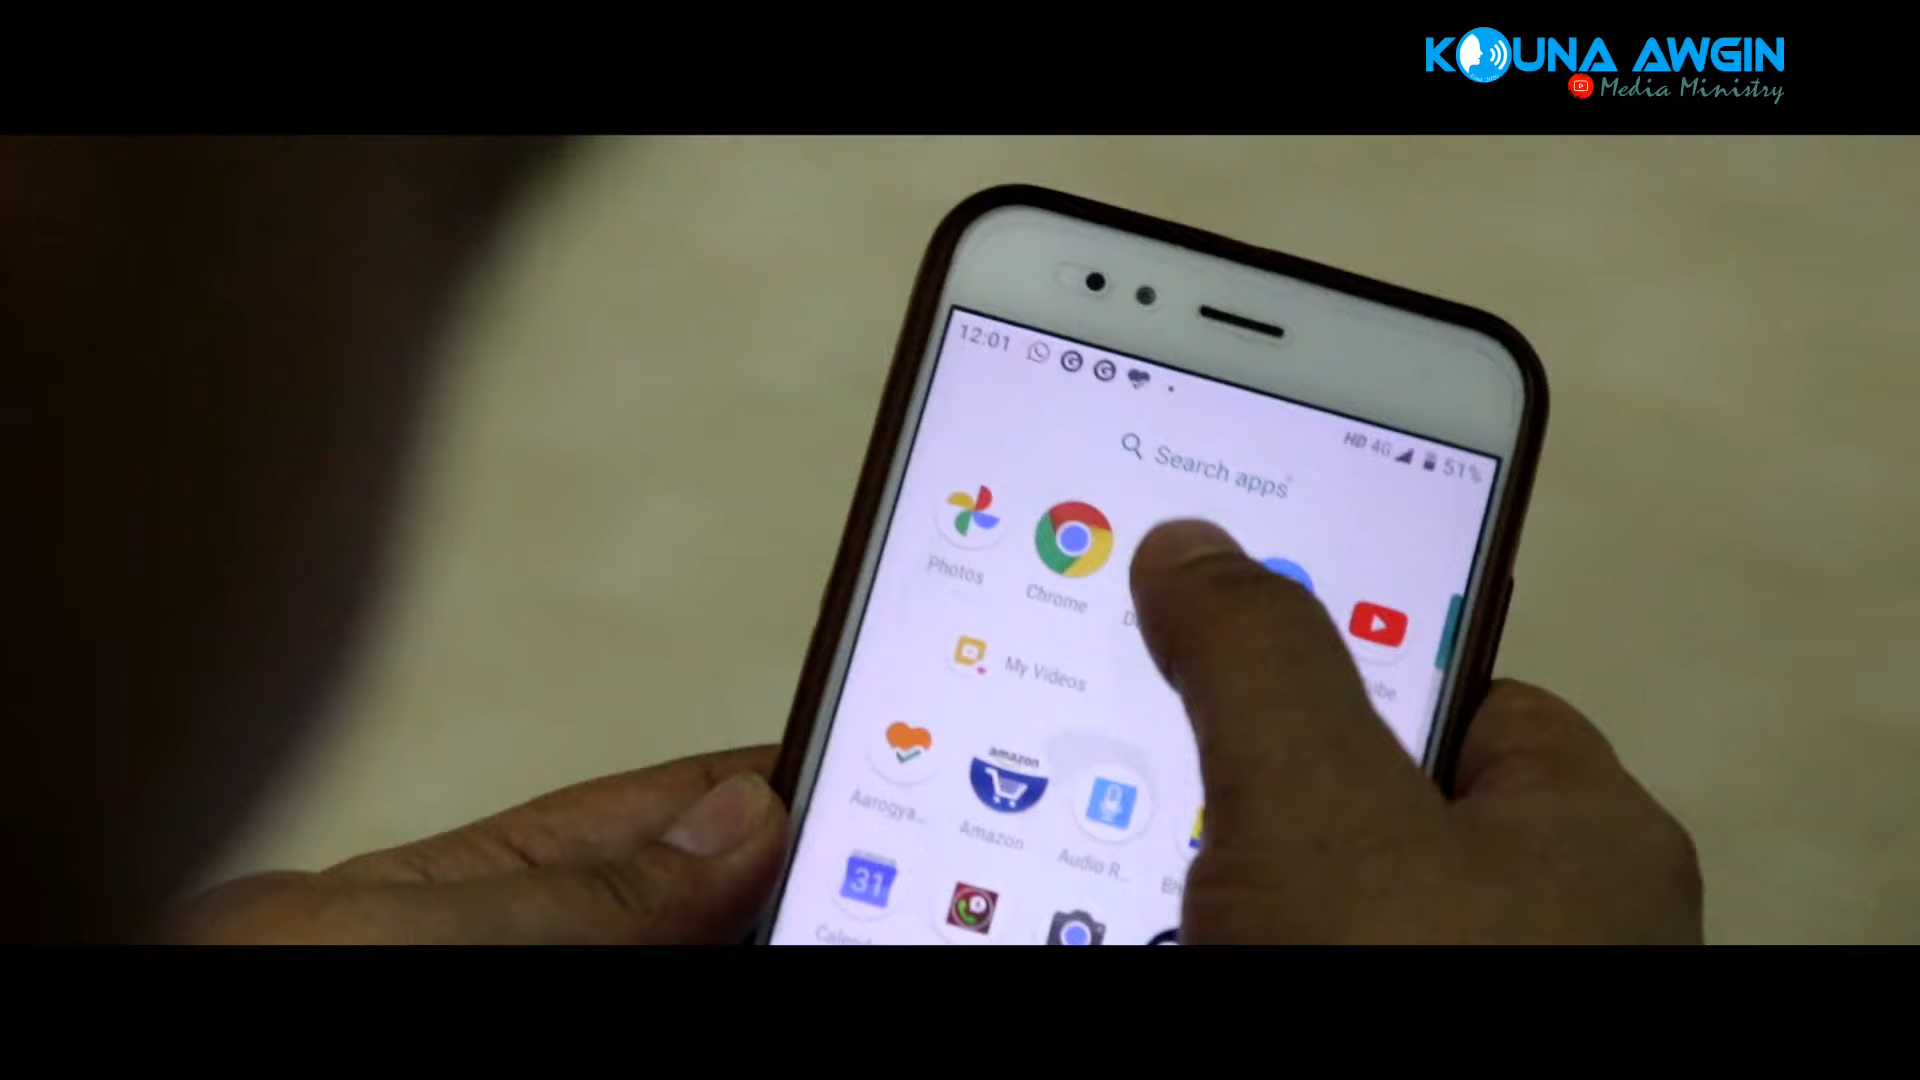 KOUNA AWGIN
Media Ministry
12:01
HD 4G 51%
Search apps
Photos
Chrome
My Videos
Aarogya...
Amazon
amazon
Audio R...
31